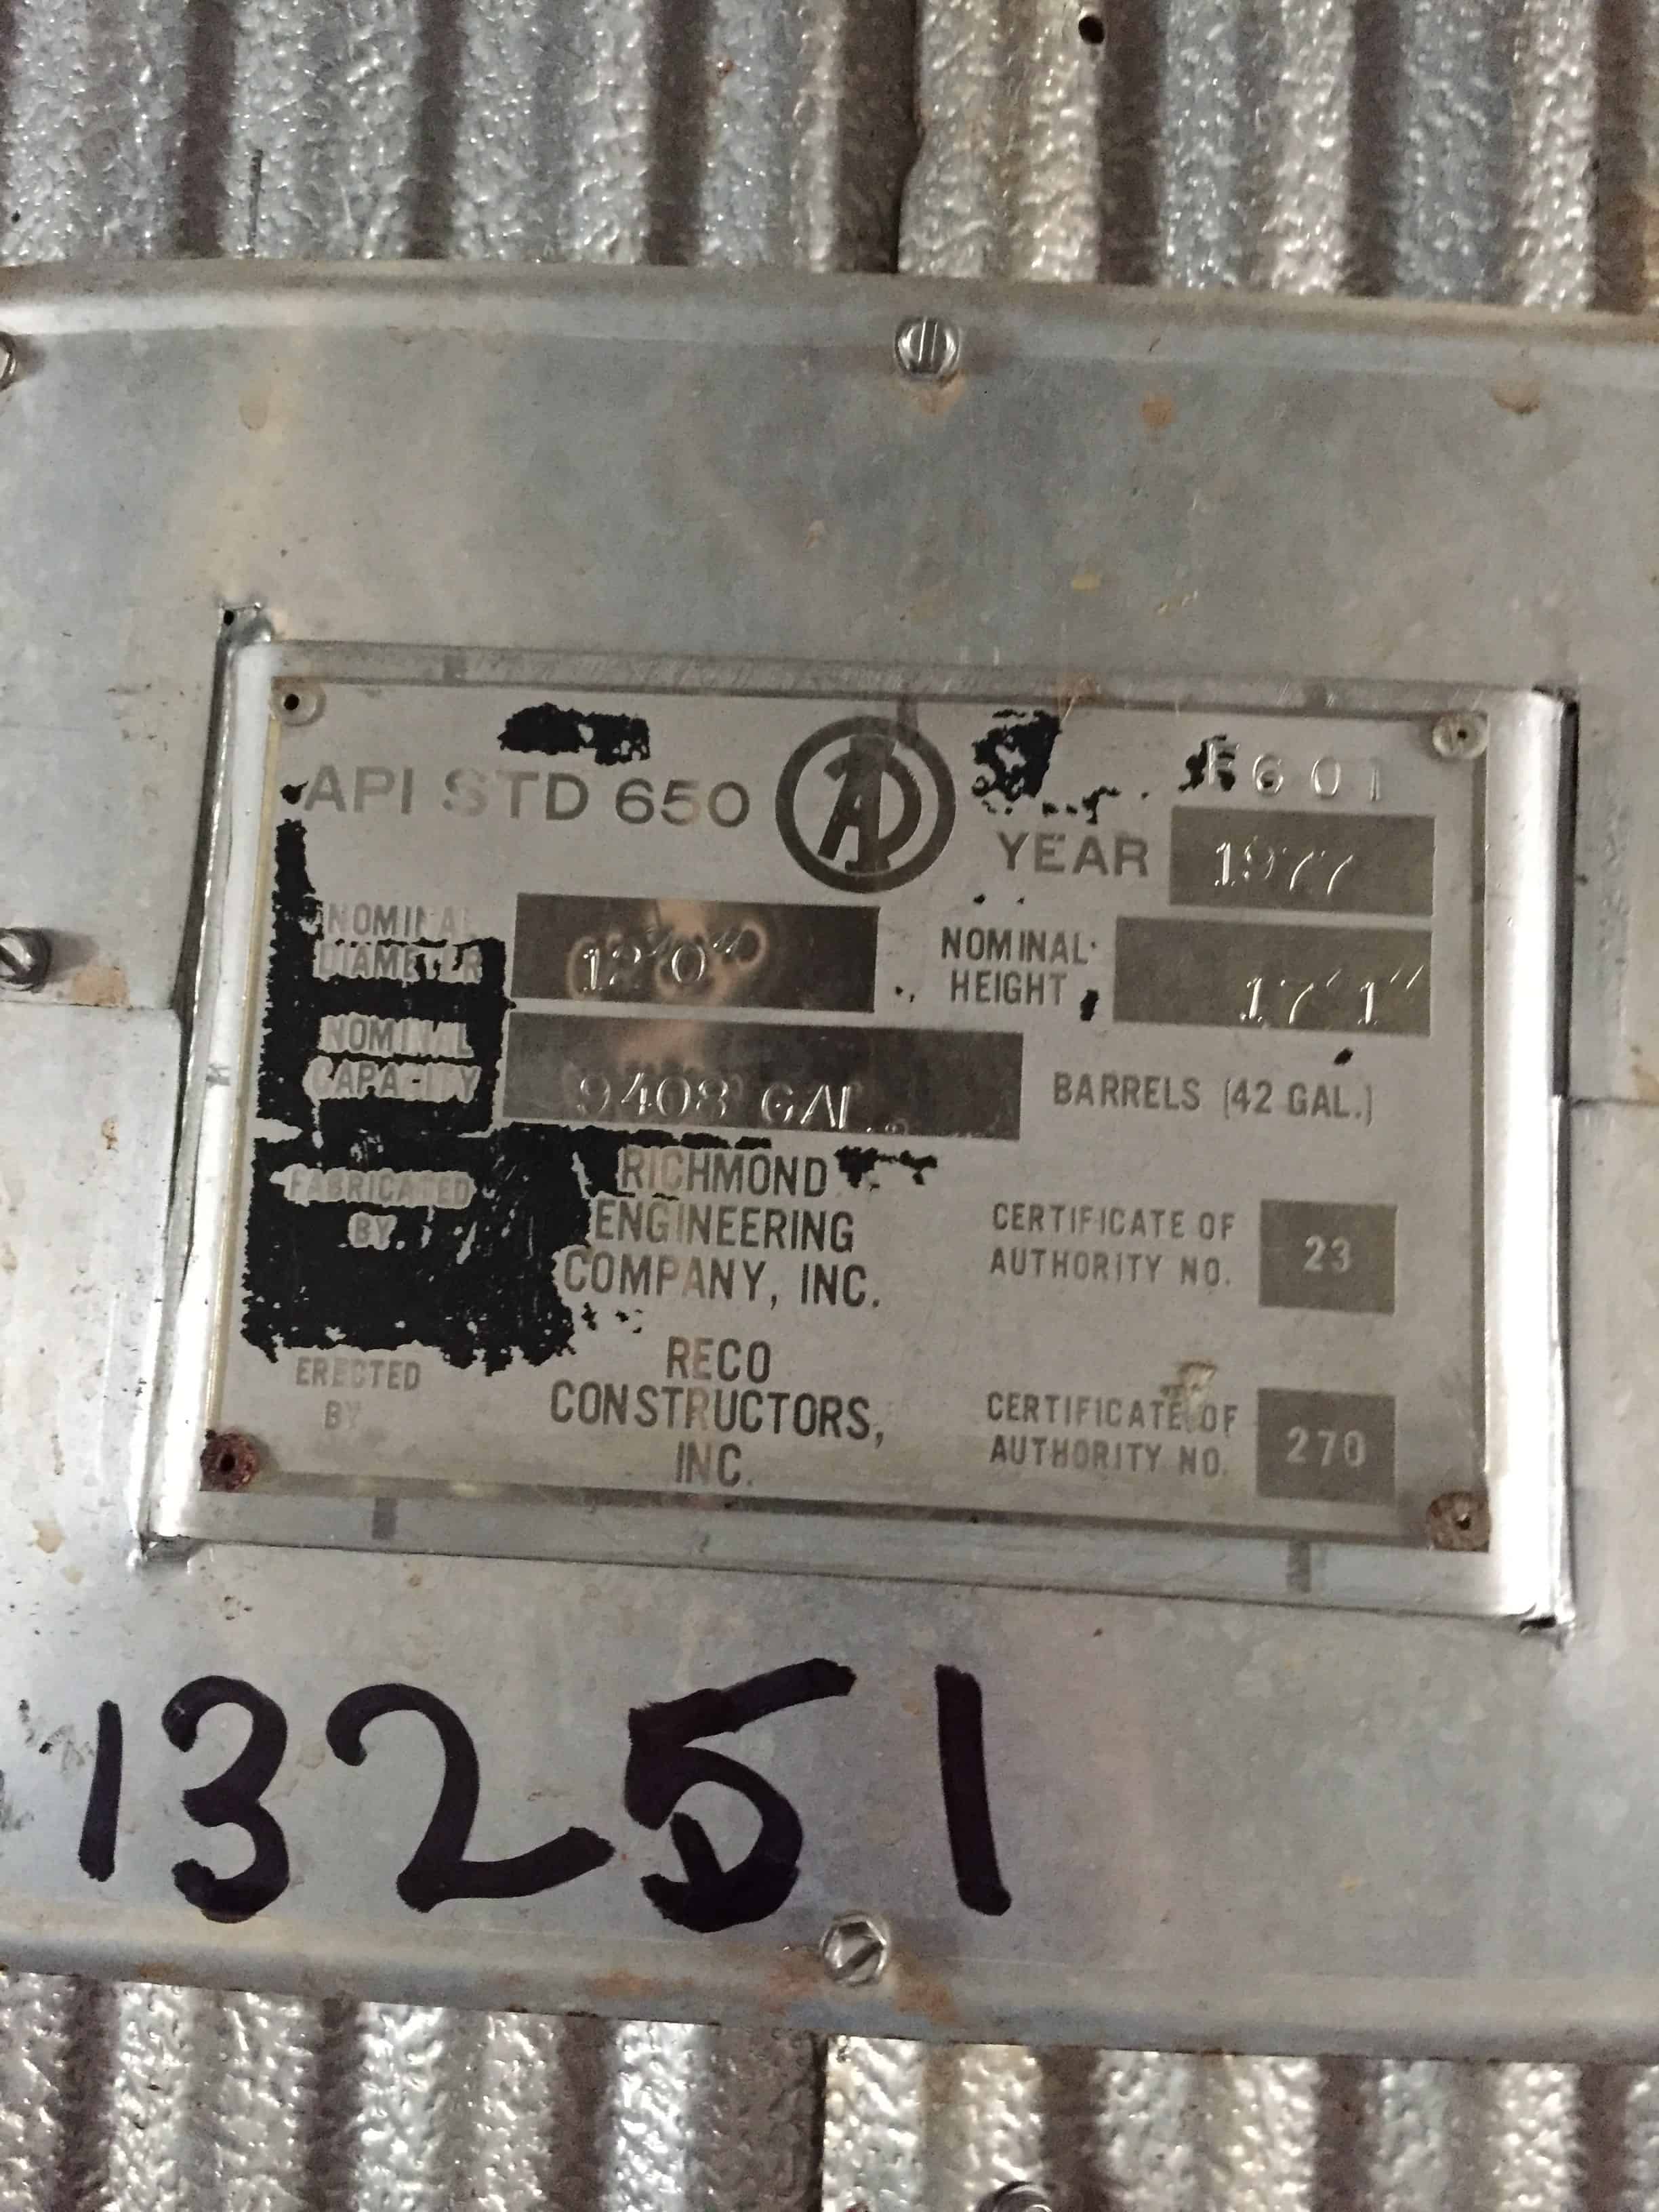 API STD 650
F601
YEAR 1977
NOMINAL DIAMETER 12'0"
NOMINAL HEIGHT 17'1"
NOMINAL CAPACITY 9408 GAL. BARRELS (42 GAL.)
FABRICATED BY
RICHMOND
ENGINEERING
COMPANY, INC.
CERTIFICATE OF
AUTHORITY NO. 23
ERECTED BY
RECO
CONSTRUCTORS,
INC.
CERTIFICATE OF
AUTHORITY NO. 270
13251